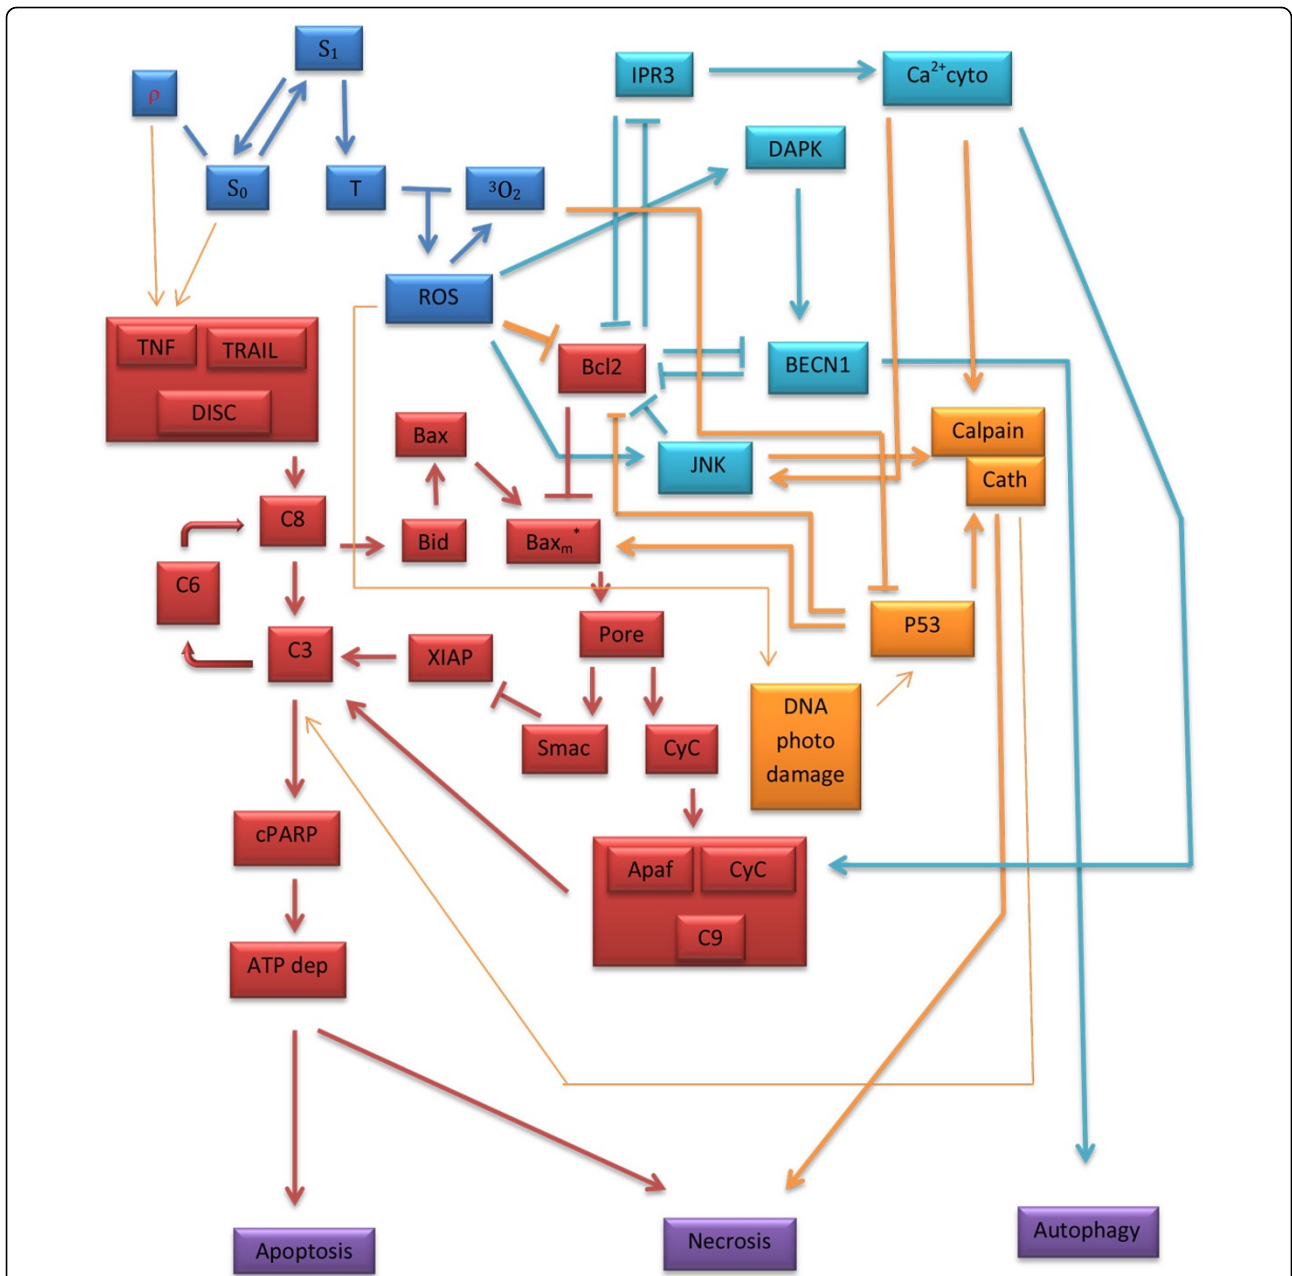 S₁
IPR3
Ca²⁺cyto
ρ
DAPK
S₀
T
³O₂
ROS
TNF
TRAIL
DISC
Bcl2
BECN1
Bax
JNK
Calpain
Cath
C8
Bid
Baxₘ*
C6
C3
XIAP
Pore
P53
Smac
CyC
DNA
photo
damage
cPARP
Apaf
CyC
C9
ATP dep
Apoptosis
Necrosis
Autophagy